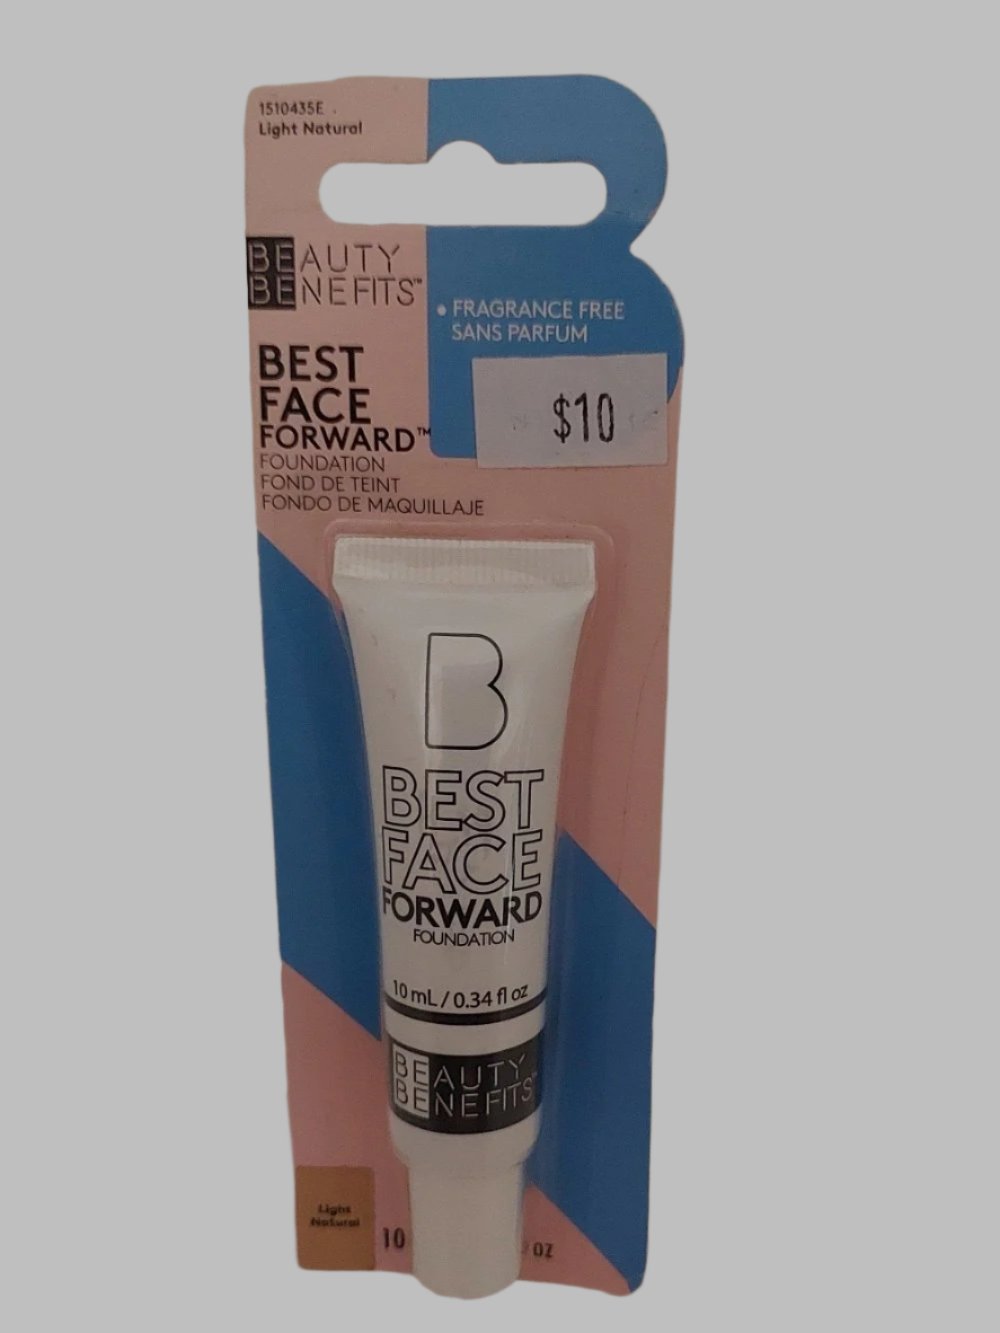 1510435E
Light Natural
BEAUTY
BENEFITS™
• FRAGRANCE FREE
SANS PARFUM
$10
BEST
FACE
FORWARD™
FOUNDATION
FOND DE TEINT
FONDO DE MAQUILLAJE
B
BEST
FACE
FORWARD
FOUNDATION
10 mL / 0.34 fl oz
BEAUTY
BENEFITS™
Light
Natural
10
OZ